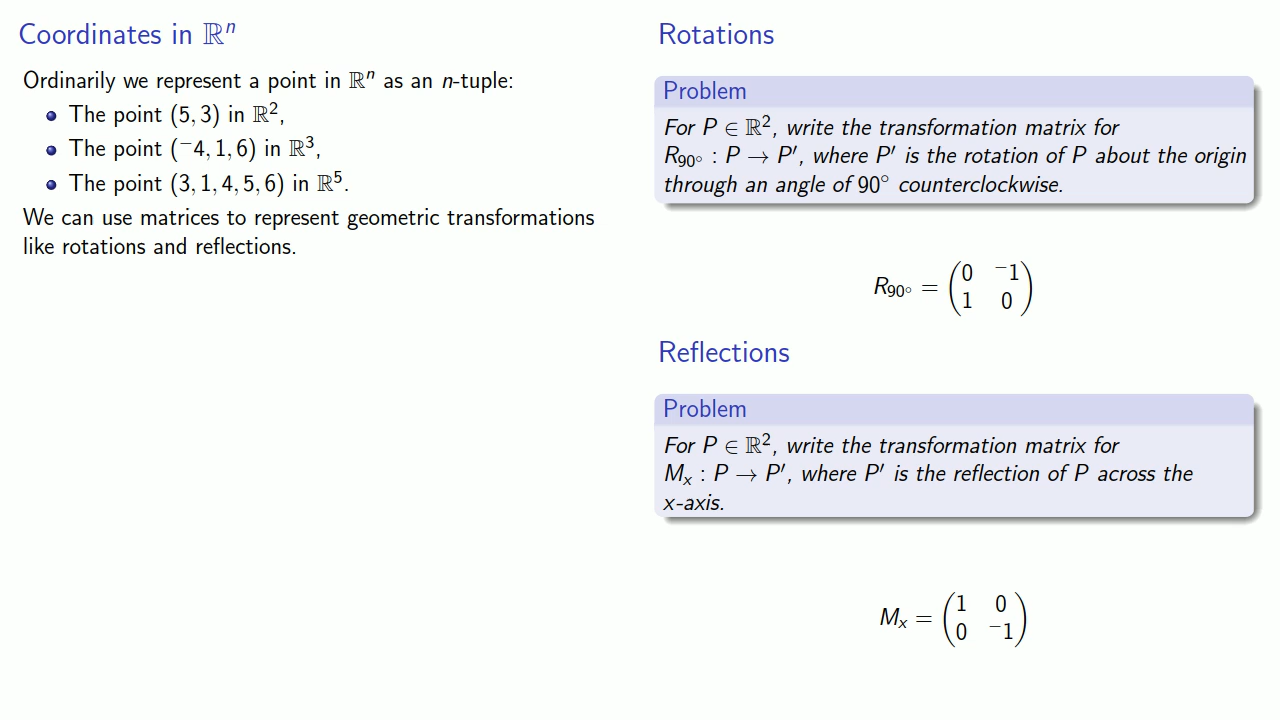 Coordinates in ℝⁿ
Ordinarily we represent a point in ℝⁿ as an n-tuple:
• The point (5, 3) in ℝ²,
• The point (⁻4, 1, 6) in ℝ³,
• The point (3, 1, 4, 5, 6) in ℝ⁵.
We can use matrices to represent geometric transformations
like rotations and reflections.
Rotations
Problem
For P ∈ ℝ², write the transformation matrix for
R₉₀° : P → P′, where P′ is the rotation of P about the origin
through an angle of 90° counterclockwise.
R₉₀° = (0 ⁻1
1 0)
Reflections
Problem
For P ∈ ℝ², write the transformation matrix for
Mₓ : P → P′, where P′ is the reflection of P across the
x-axis.
Mₓ = (1 0
0 ⁻1)